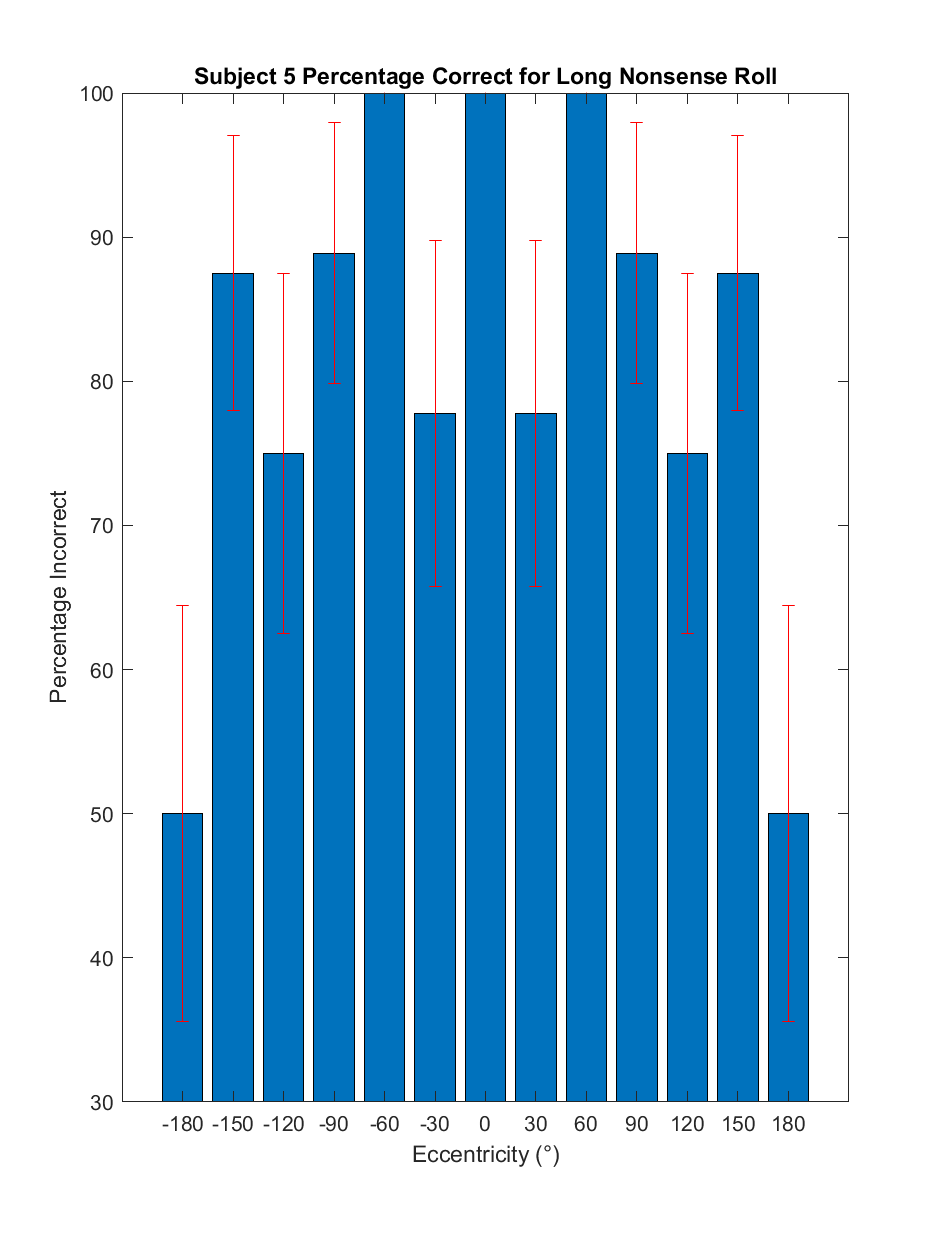 Subject 5 Percentage Correct for Long Nonsense Roll
100
90
80
70
60
50
40
30
Percentage Incorrect
-180 -150 -120 -90 -60 -30 0 30 60 90 120 150 180
Eccentricity (°)